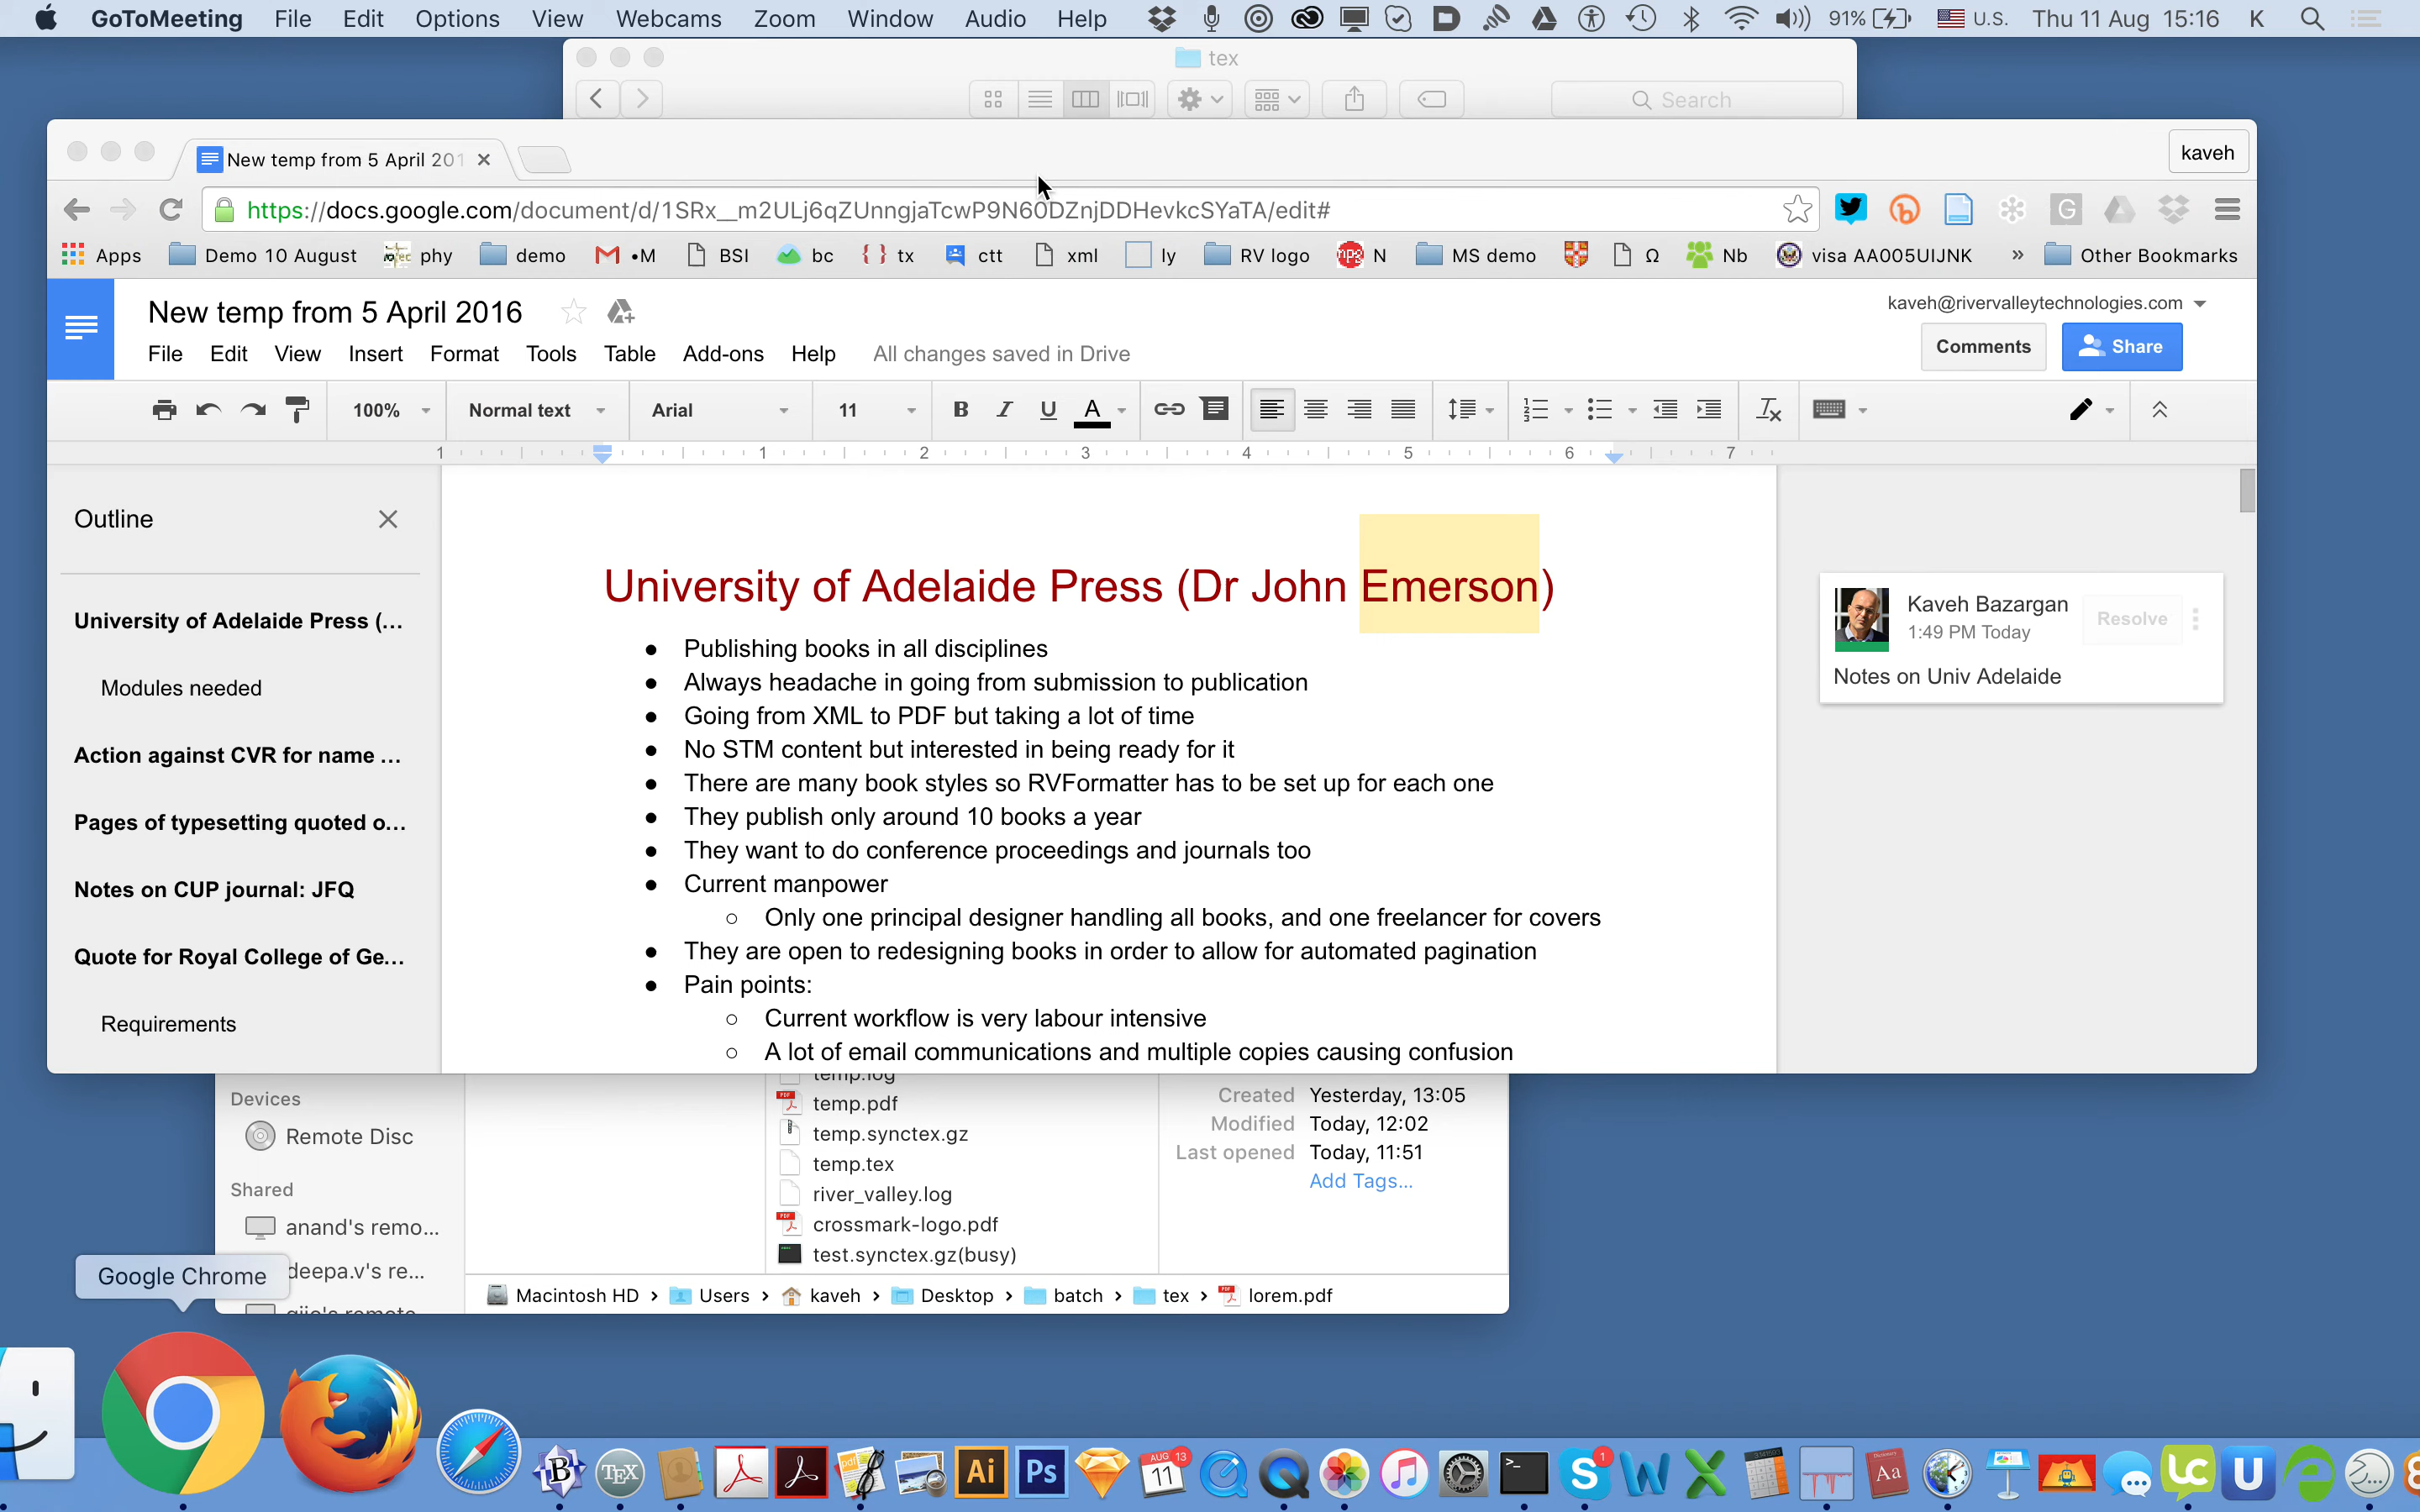 GoToMeeting File Edit Options View Webcams Zoom Window Audio Help 91% U.S. Thu 11 Aug 15:16 K
tex
Search
New temp from 5 April 201
kaveh
https://docs.google.com/document/d/1SRx__m2ULj6qZUnngjaTcwP9N60DZnjDDHevkcSYaTA/edit#
Apps Demo 10 August phy demo •M BSI bc tx ctt xml ly RV logo N MS demo Ω Nb visa AA005UIJNK » Other Bookmarks
New temp from 5 April 2016
kaveh@rivervalleytechnologies.com
File Edit View Insert Format Tools Table Add-ons Help All changes saved in Drive
Comments Share
100% Normal text Arial 11 B I U A
1 1 2 3 4 5 6 7
Outline
University of Adelaide Press (...
Modules needed
Action against CVR for name ...
Pages of typesetting quoted o...
Notes on CUP journal: JFQ
Quote for Royal College of Ge...
Requirements
University of Adelaide Press (Dr John Emerson)
● Publishing books in all disciplines
● Always headache in going from submission to publication
● Going from XML to PDF but taking a lot of time
● No STM content but interested in being ready for it
● There are many book styles so RVFormatter has to be set up for each one
● They publish only around 10 books a year
● They want to do conference proceedings and journals too
● Current manpower
○ Only one principal designer handling all books, and one freelancer for covers
● They are open to redesigning books in order to allow for automated pagination
● Pain points:
○ Current workflow is very labour intensive
○ A lot of email communications and multiple copies causing confusion
Kaveh Bazargan
1:49 PM Today
Resolve
Notes on Univ Adelaide
Devices
Remote Disc
Shared
anand's remo...
deepa.v's re...
temp.log
temp.pdf
temp.synctex.gz
temp.tex
river_valley.log
crossmark-logo.pdf
test.synctex.gz(busy)
Created Yesterday, 13:05
Modified Today, 12:02
Last opened Today, 11:51
Add Tags...
Macintosh HD › Users › kaveh › Desktop › batch › tex › lorem.pdf
Google Chrome